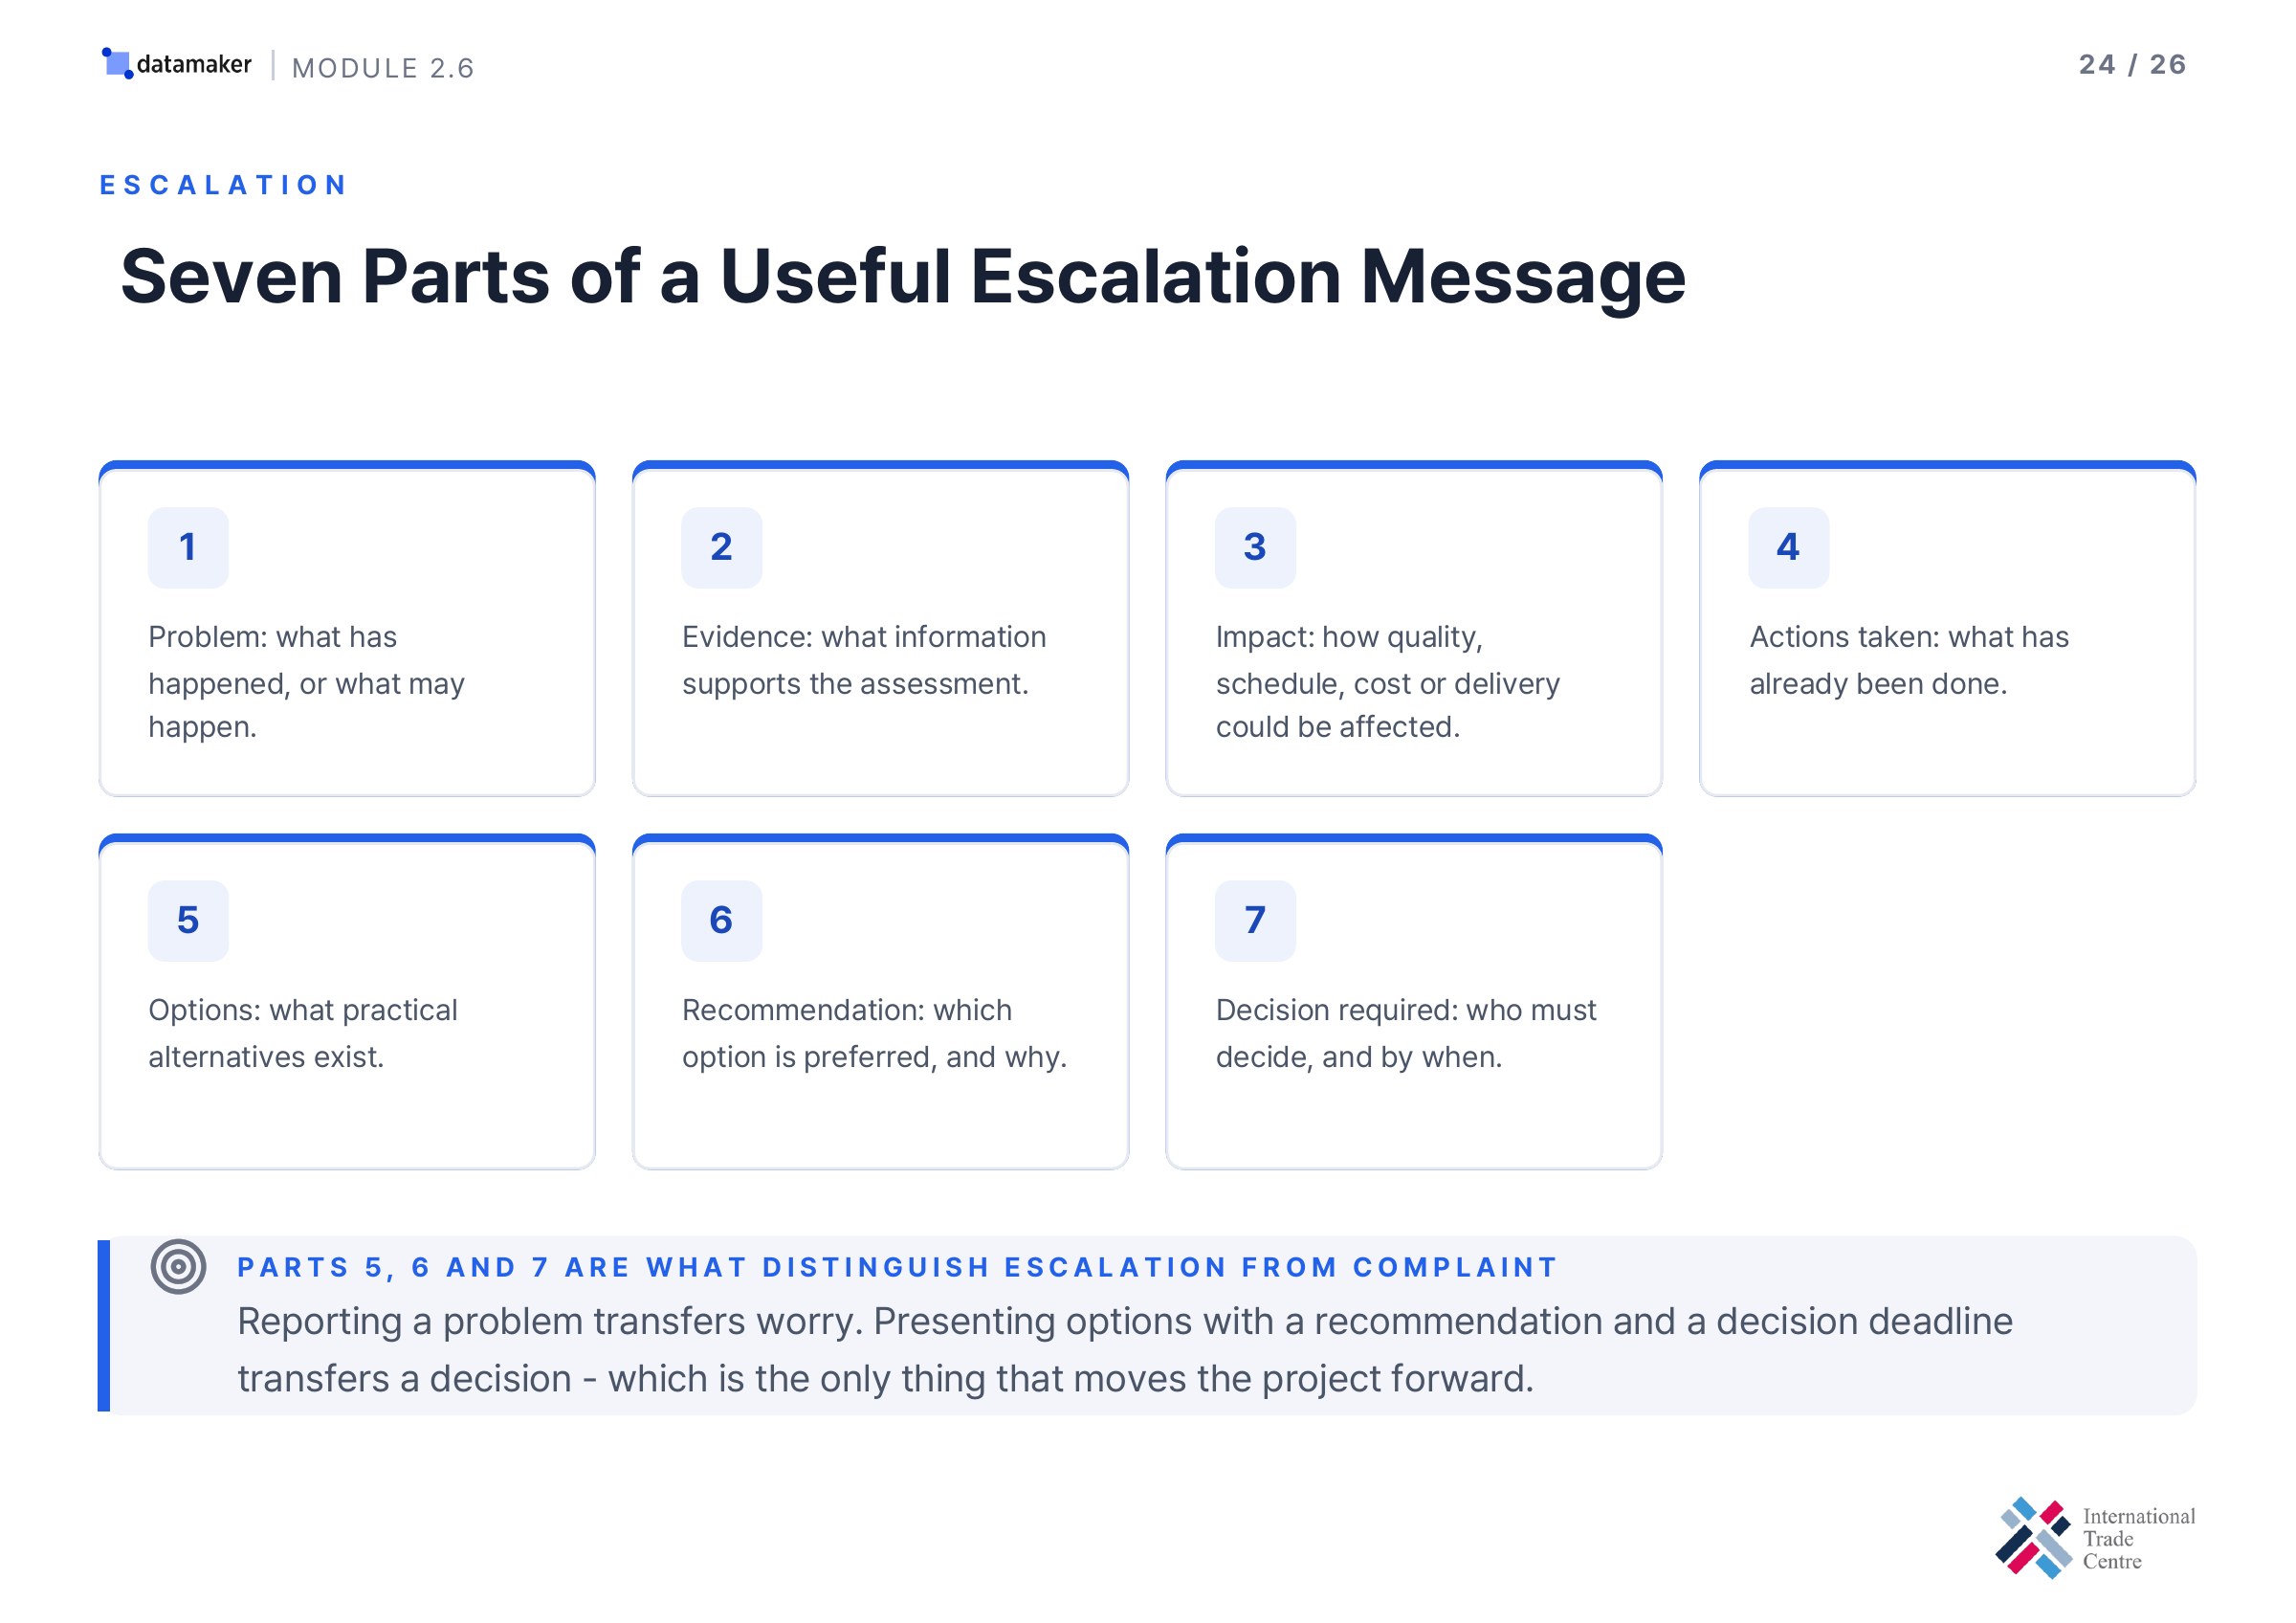 datamaker
MODULE 2.6
24 / 26
ESCALATION
Seven Parts of a Useful Escalation Message
1
Problem: what has
happened, or what may
happen.
2
Evidence: what information
supports the assessment.
3
Impact: how quality,
schedule, cost or delivery
could be affected.
4
Actions taken: what has
already been done.
5
Options: what practical
alternatives exist.
6
Recommendation: which
option is preferred, and why.
7
Decision required: who must
decide, and by when.
PARTS 5, 6 AND 7 ARE WHAT DISTINGUISH ESCALATION FROM COMPLAINT
Reporting a problem transfers worry. Presenting options with a recommendation and a decision deadline
transfers a decision - which is the only thing that moves the project forward.
International
Trade
Centre